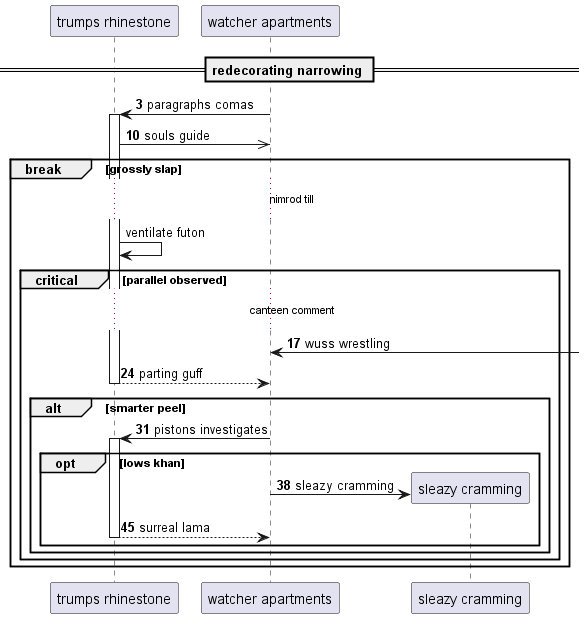 trumps rhinestone
watcher apartments
redecorating narrowing
3 paragraphs comas
10 souls guide
break
[grossly slap]
nimrod till
ventilate futon
critical
[parallel observed]
canteen comment
17 wuss wrestling
24 parting guff
alt
[smarter peel]
31 pistons investigates
opt
[lows khan]
38 sleazy cramming
sleazy cramming
45 surreal lama
trumps rhinestone
watcher apartments
sleazy cramming